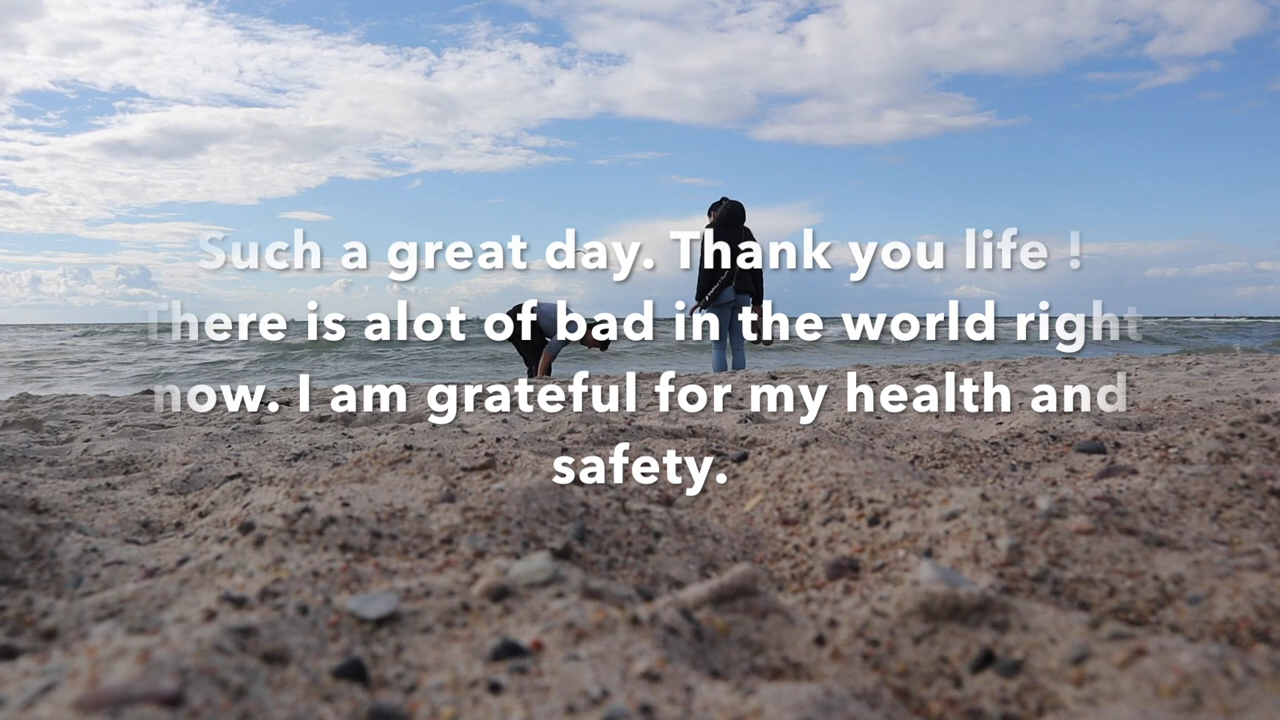 Such a great day. Thank you life !
There is alot of bad in the world right
now. I am grateful for my health and
safety.